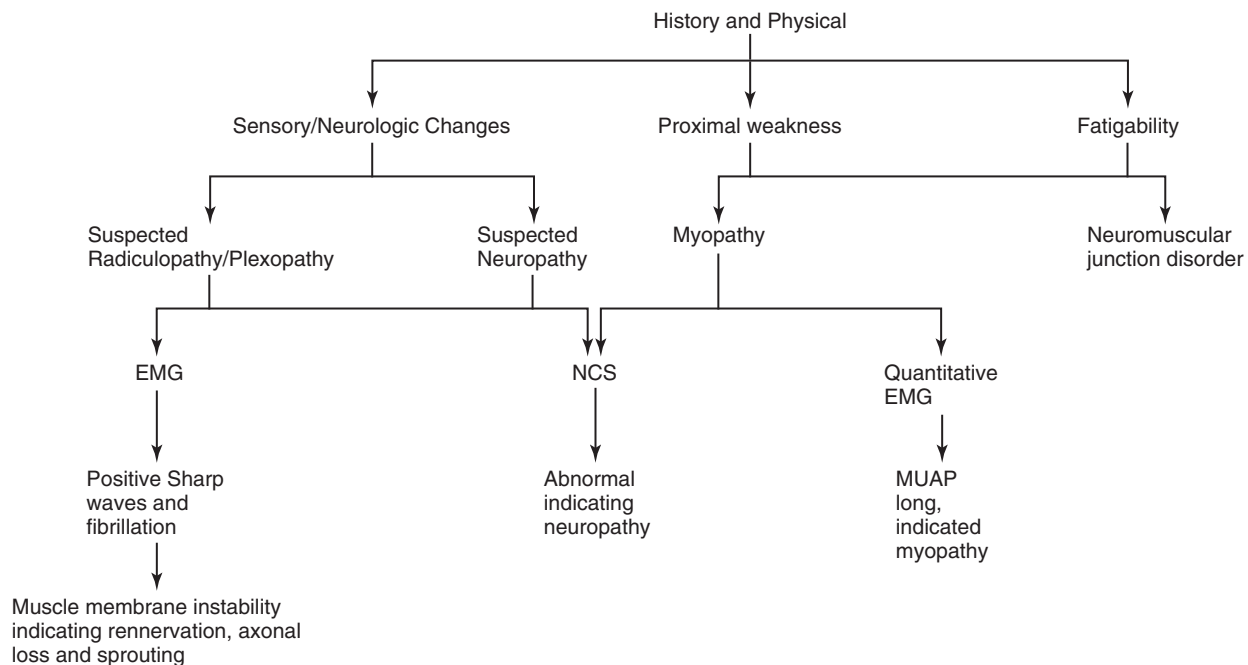 History and Physical
Sensory/Neurologic Changes
Proximal weakness
Fatigability
Suspected
Radiculopathy/Plexopathy
Suspected
Neuropathy
Myopathy
Neuromuscular
junction disorder
EMG
NCS
Quantitative
EMG
Positive Sharp
waves and
fibrillation
Abnormal
indicating
neuropathy
MUAP
long,
indicated
myopathy
Muscle membrane instability
indicating rennervation, axonal
loss and sprouting